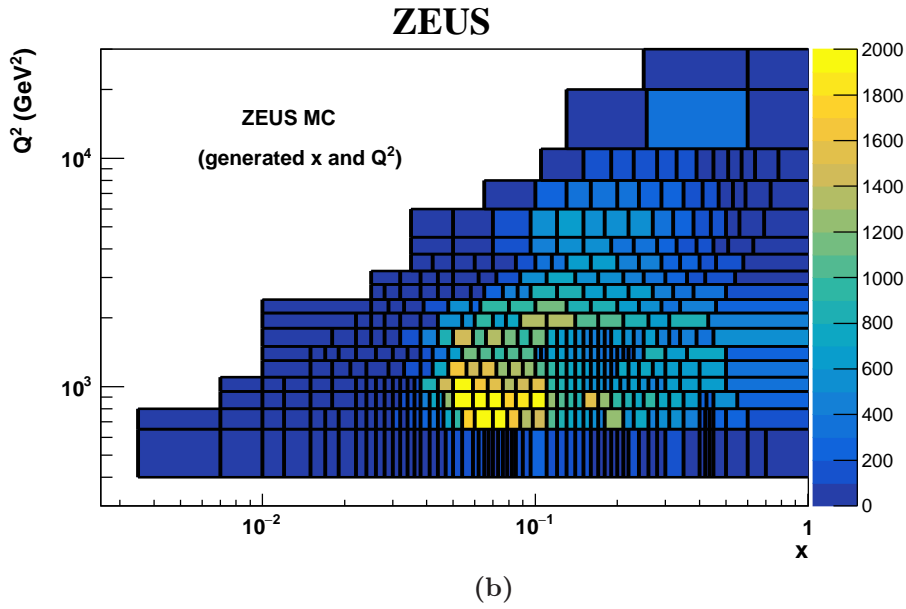 ZEUS
Q² (GeV²)
ZEUS MC
(generated x and Q²)
10⁴
10³
10⁻²
10⁻¹
1
x
2000
1800
1600
1400
1200
1000
800
600
400
200
0
(b)